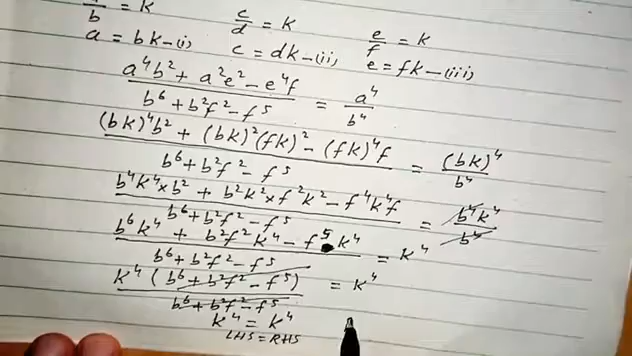 b = K c/d = K e/f = K
a = bk-(i) c = dk-(ii) e = fk-(iii)
(a⁴b² + a²e² - e⁴f)/(b⁶ + b²f² - f⁵) = a⁴/b⁴
((bk)⁴b² + (bk)²(fk)² - (fk)⁴f)/(b⁶ + b²f² - f⁵) = (bk)⁴/b⁴
(b⁴k⁴×b² + b²k²×f²k² - f⁴k⁴f)/(b⁶ + b²f² - f⁵) = b⁴k⁴/b⁴
(b⁶k⁴ + b²f²k⁴ - f⁵k⁴)/(b⁶ + b²f² - f⁵) = k⁴
k⁴(b⁶ + b²f² - f⁵)/(b⁶ + b²f² - f⁵) = k⁴
k⁴ = k⁴
LHS = RHS